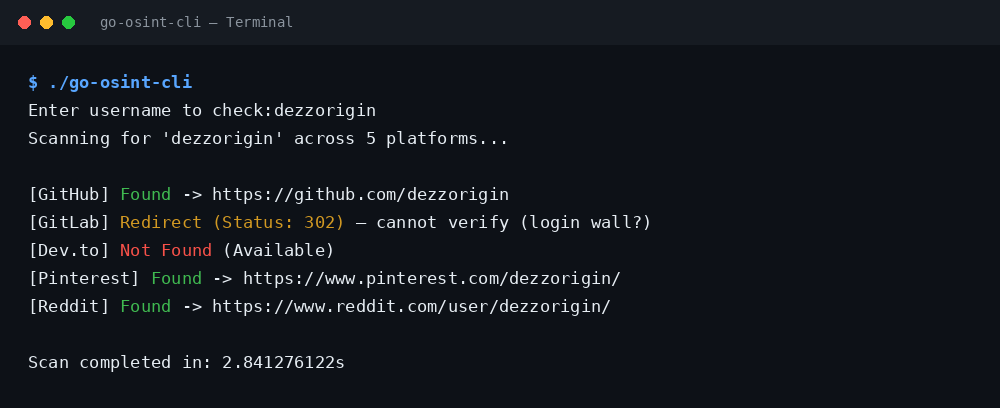 go-osint-cli — Terminal
$ ./go-osint-cli
Enter username to check:dezzorigin
Scanning for 'dezzorigin' across 5 platforms...
[GitHub] Found -> https://github.com/dezzorigin
[GitLab] Redirect (Status: 302) — cannot verify (login wall?)
[Dev.to] Not Found (Available)
[Pinterest] Found -> https://www.pinterest.com/dezzorigin/
[Reddit] Found -> https://www.reddit.com/user/dezzorigin/
Scan completed in: 2.841276122s